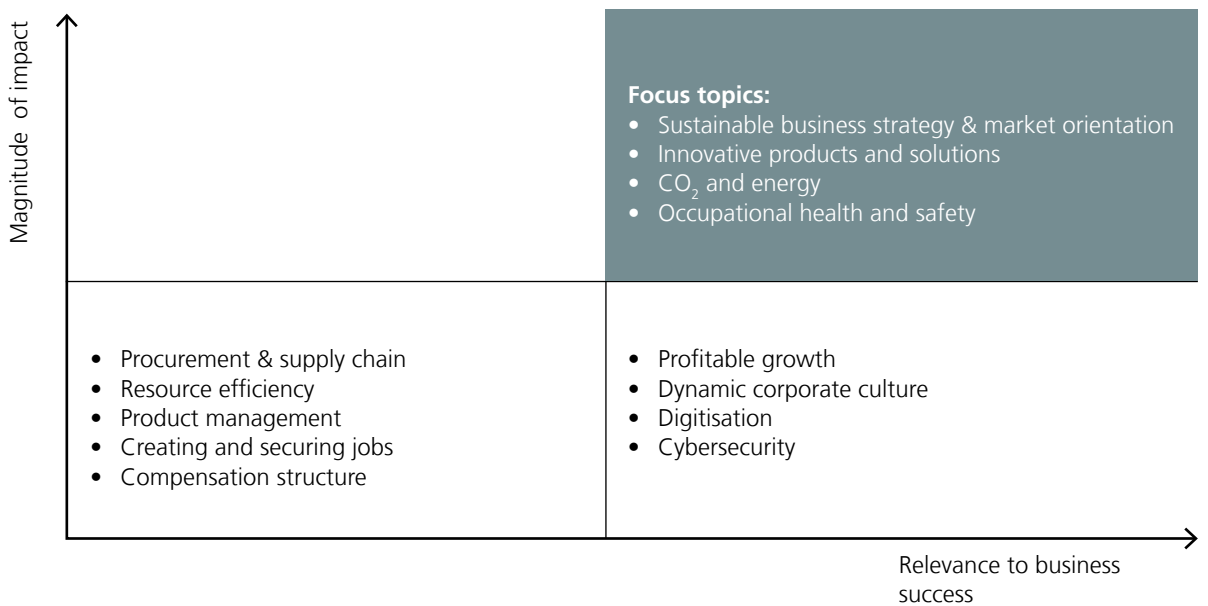 Magnitude of impact
Focus topics:
• Sustainable business strategy & market orientation
• Innovative products and solutions
• CO₂ and energy
• Occupational health and safety
• Procurement & supply chain
• Resource efficiency
• Product management
• Creating and securing jobs
• Compensation structure
• Profitable growth
• Dynamic corporate culture
• Digitisation
• Cybersecurity
Relevance to business
success